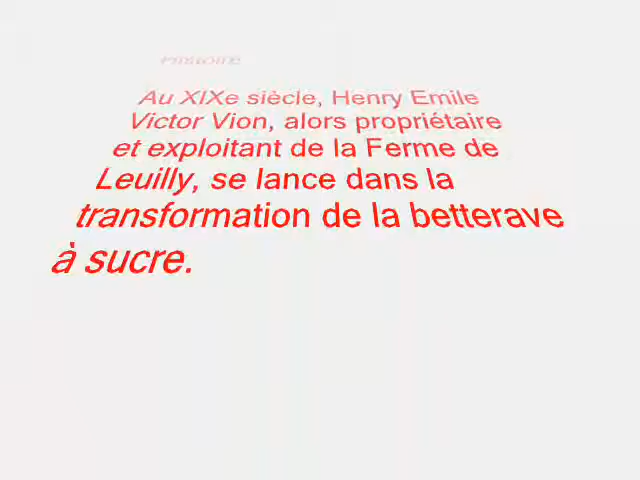 Histoire
Au XIXe siècle, Henry Emile
Victor Vion, alors propriétaire
et exploitant de la Ferme de
Leuilly, se lance dans la
transformation de la betterave
à sucre.